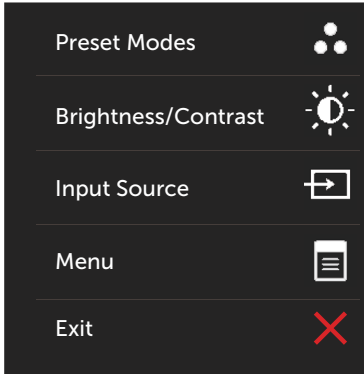 Preset Modes
Brightness/Contrast
Input Source
Menu
Exit